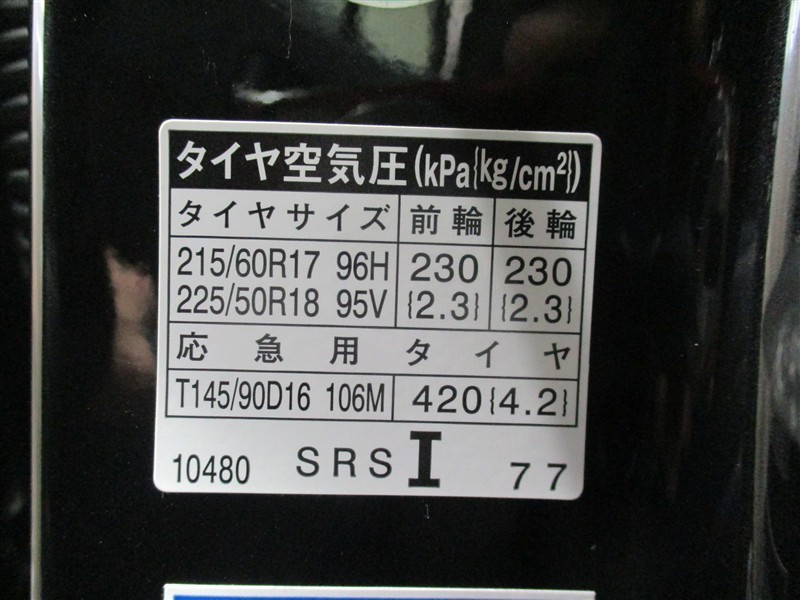 タイヤ空気圧(kPa{kg/cm²})
タイヤサイズ 前輪 後輪
215/60R17 96H 230 230
225/50R18 95V {2.3} {2.3}
応急用タイヤ
T145/90D16 106M 420{4.2}
10480 SRS I 77